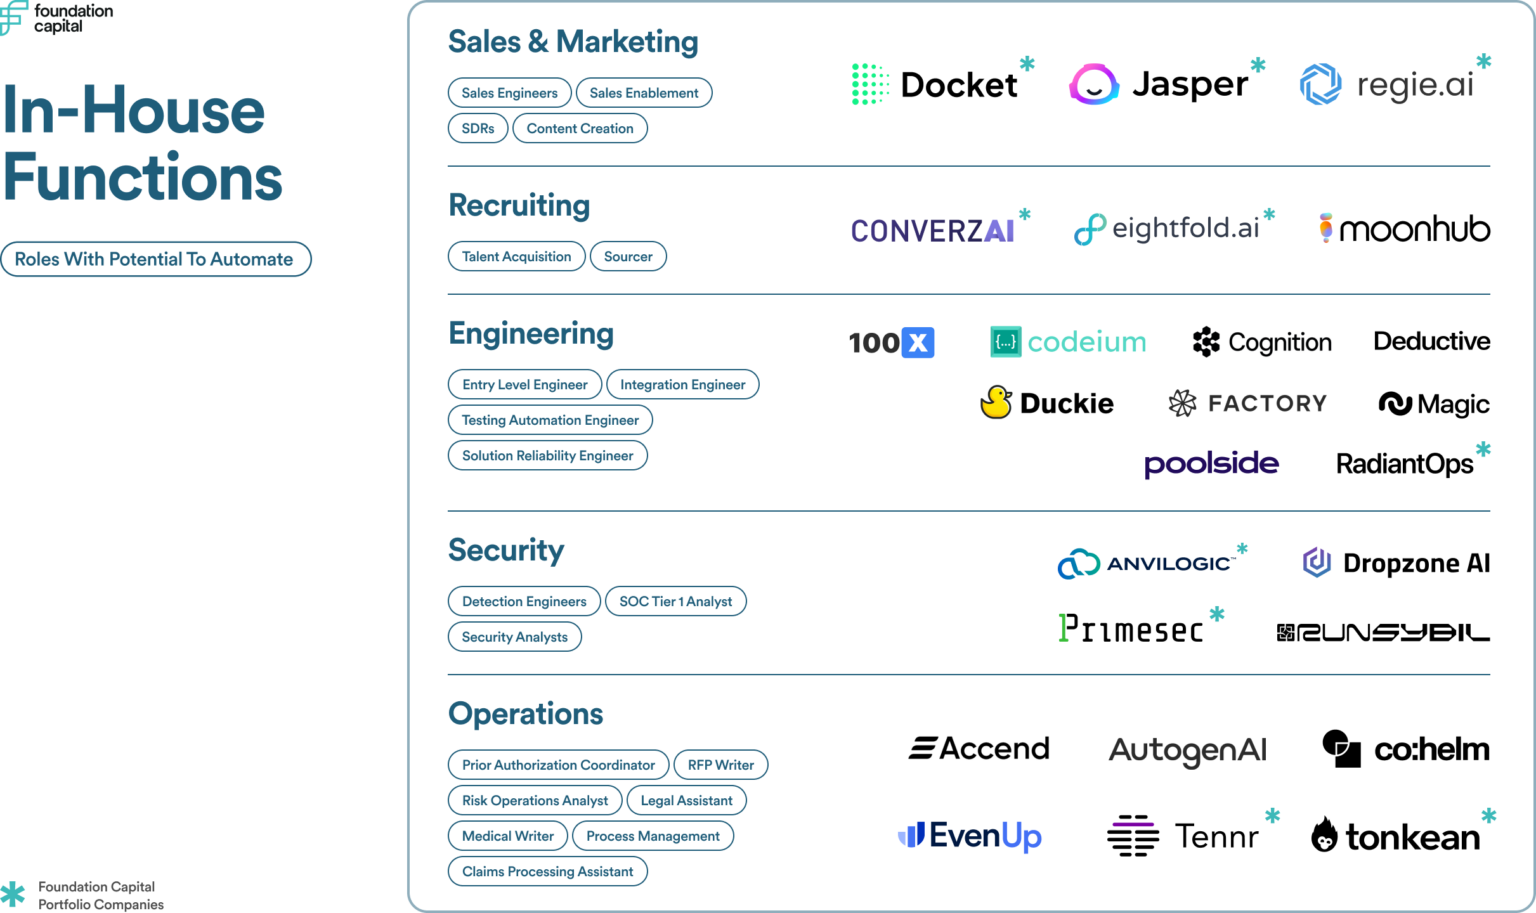 foundation
capital
In-House
Functions
Roles With Potential To Automate
Sales & Marketing
Sales Engineers
Sales Enablement
SDRs
Content Creation
Docket*
Jasper*
regie.ai*
Recruiting
Talent Acquisition
Sourcer
CONVERZAI*
eightfold.ai*
moonhub
Engineering
Entry Level Engineer
Integration Engineer
Testing Automation Engineer
Solution Reliability Engineer
100X
{...} codeium
Cognition
Deductive
Duckie
FACTORY
Magic
poolside
RadiantOps*
Security
Detection Engineers
SOC Tier 1 Analyst
Security Analysts
ANVILOGIC™*
Dropzone AI
Primesec*
RUNSYBIL
Operations
Prior Authorization Coordinator
RFP Writer
Risk Operations Analyst
Legal Assistant
Medical Writer
Process Management
Claims Processing Assistant
Accend
AutogenAI
co:helm
EvenUp
Tennr*
tonkean*
* Foundation Capital
Portfolio Companies